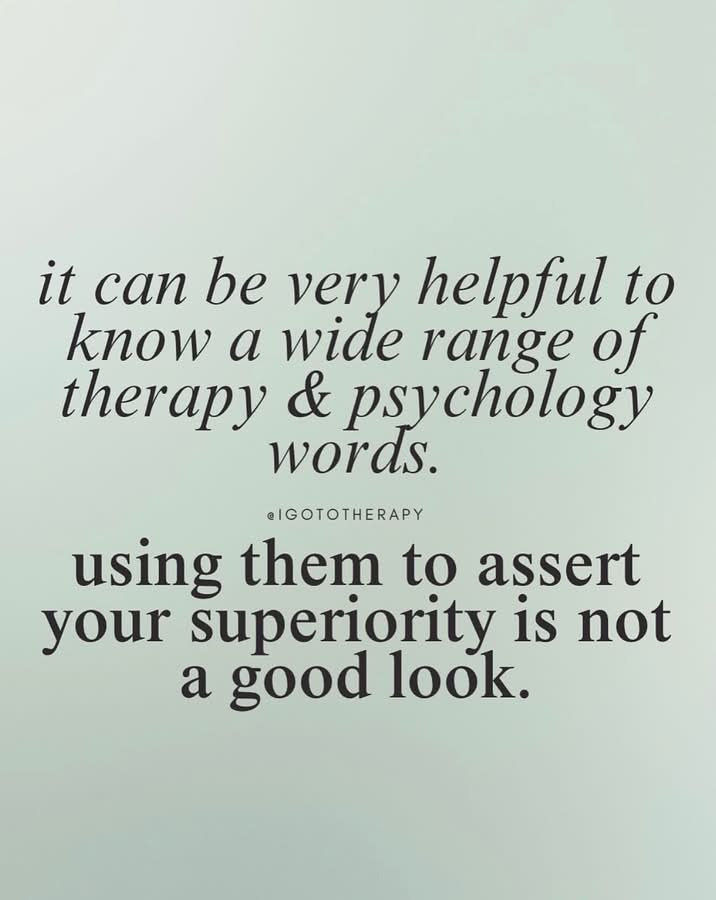 it can be very helpful to
know a wide range of
therapy & psychology
words.
@IGOTOTHERAPY
using them to assert
your superiority is not
a good look.